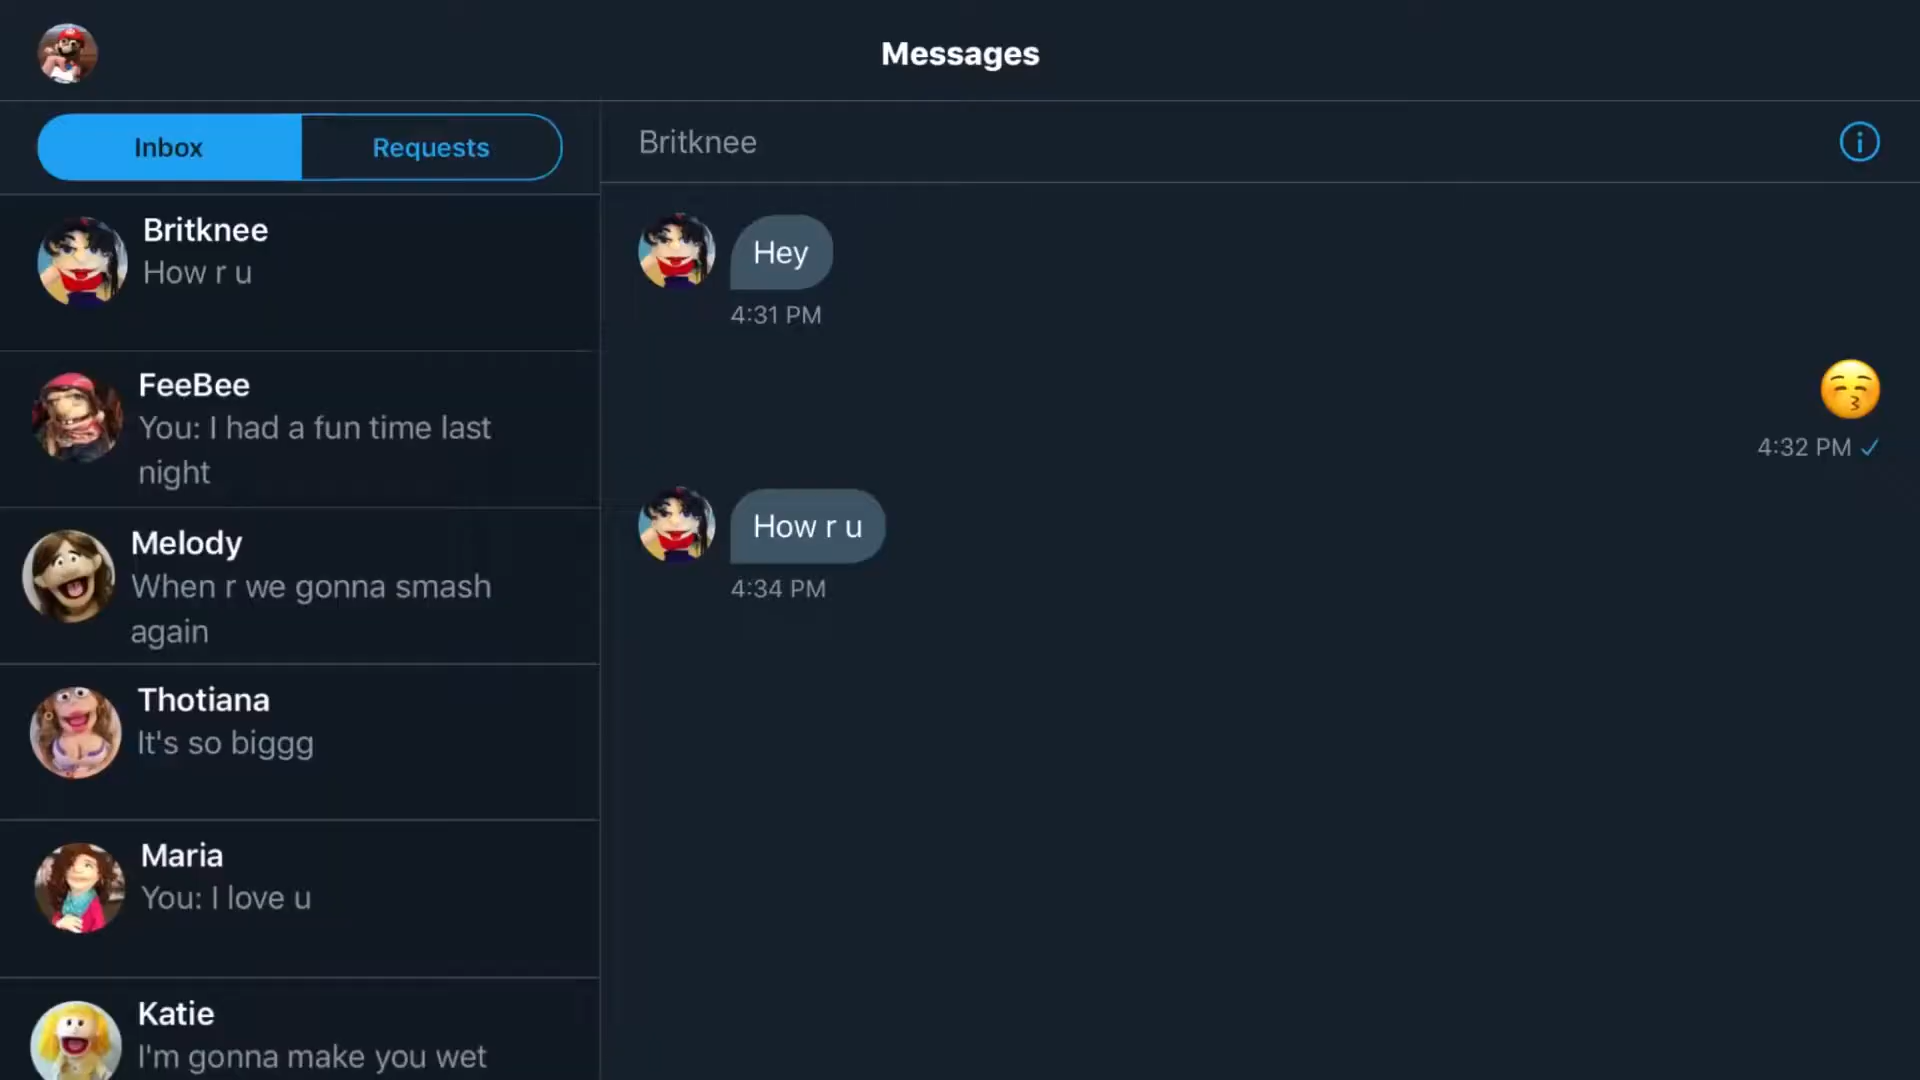 Messages
Inbox
Requests
Britknee
How r u
FeeBee
You: I had a fun time last
night
Melody
When r we gonna smash
again
Thotiana
It's so biggg
Maria
You: I love u
Katie
I'm gonna make you wet
Britknee
Hey
4:31 PM
4:32 PM
How r u
4:34 PM